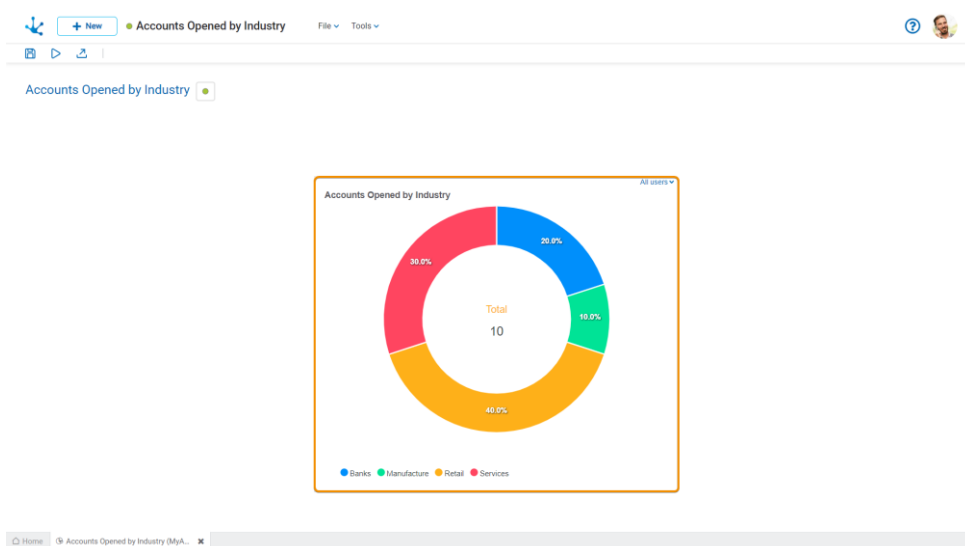 + New Accounts Opened by Industry File Tools ?
Accounts Opened by Industry
All users
Accounts Opened by Industry
20.0%
30.0%
Total
10.0%
10
40.0%
Banks Manufacture Retail Services
Home Accounts Opened by Industry (MyA... ✖